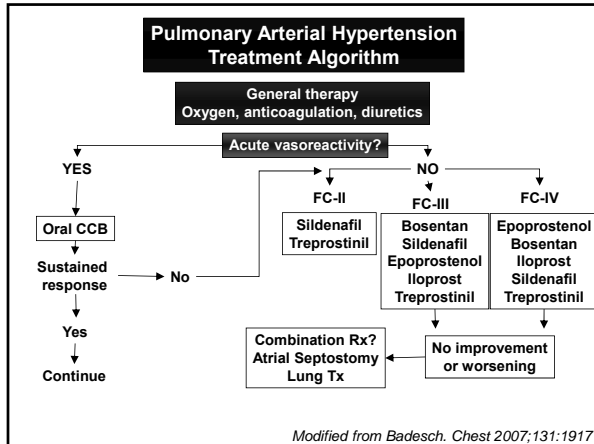 Pulmonary Arterial Hypertension
Treatment Algorithm
General therapy
Oxygen, anticoagulation, diuretics
Acute vasoreactivity?
YES
NO
Oral CCB
Sustained
response
No
Yes
Continue
FC-II
Sildenafil
Treprostinil
FC-III
Bosentan
Sildenafil
Epoprostenol
Iloprost
Treprostinil
FC-IV
Epoprostenol
Bosentan
Iloprost
Sildenafil
Treprostinil
No improvement
or worsening
Combination Rx?
Atrial Septostomy
Lung Tx
Modified from Badesch. Chest 2007;131:1917